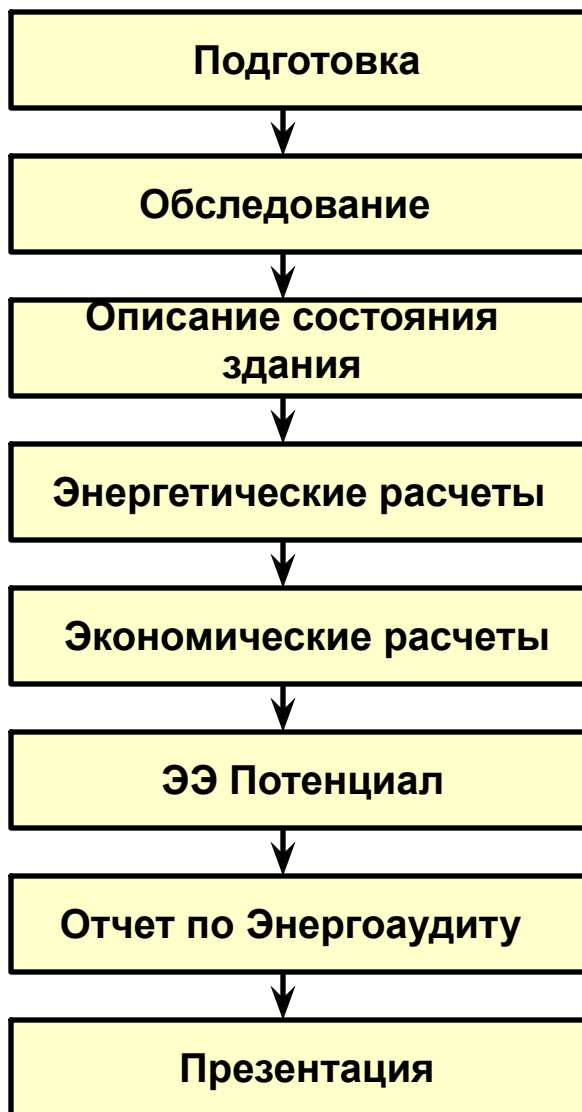 Подготовка
Обследование
Описание состояния
здания
Энергетические расчеты
Экономические расчеты
ЭЭ Потенциал
Отчет по Энергоаудиту
Презентация